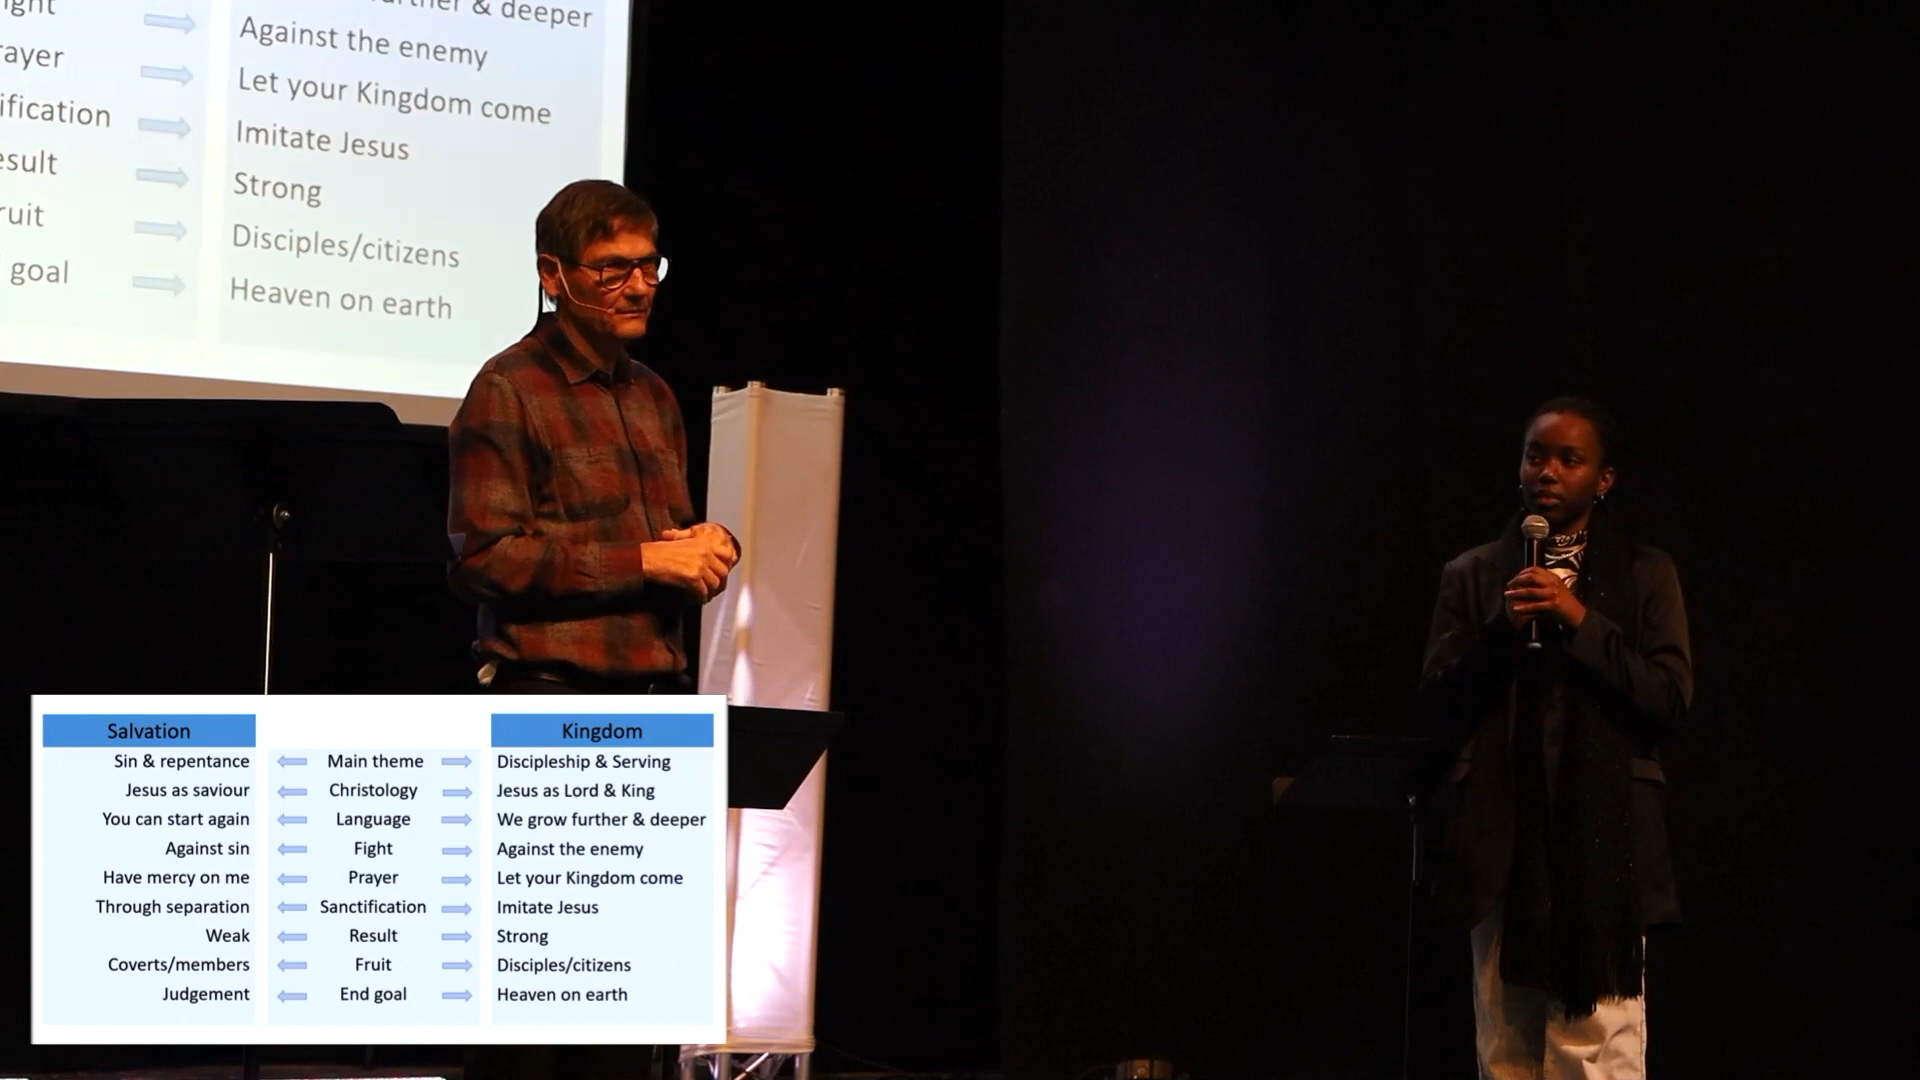 & deeper
Against the enemy
Let your Kingdom come
Imitate Jesus
Strong
Disciples/citizens
goal Heaven on earth
Salvation Kingdom
Sin & repentance Main theme Discipleship & Serving
Jesus as saviour Christology Jesus as Lord & King
You can start again Language We grow further & deeper
Against sin Fight Against the enemy
Have mercy on me Prayer Let your Kingdom come
Through separation Sanctification Imitate Jesus
Weak Result Strong
Coverts/members Fruit Disciples/citizens
Judgement End goal Heaven on earth